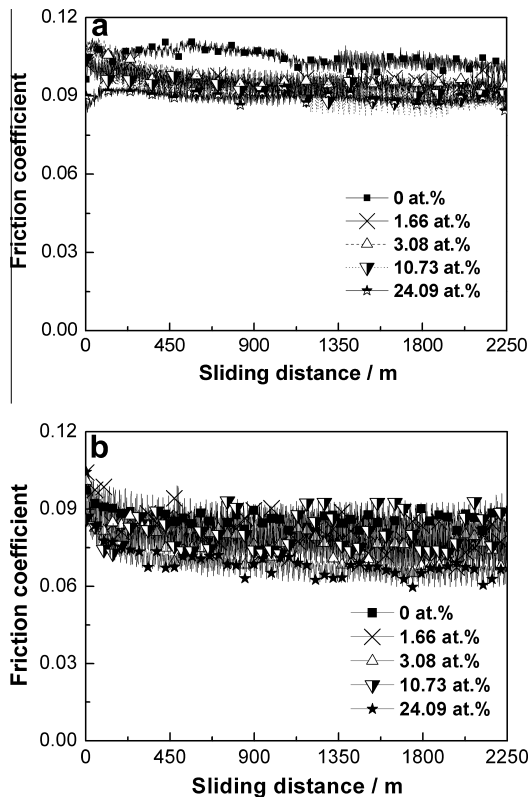 a
0.12
0.09
0.06
0.03
0.00
Friction coefficient
0 at.%
1.66 at.%
3.08 at.%
10.73 at.%
24.09 at.%
0 450 900 1350 1800 2250
Sliding distance / m
b
0.12
0.09
0.06
0.03
0.00
Friction coefficient
0 at.%
1.66 at.%
3.08 at.%
10.73 at.%
24.09 at.%
0 450 900 1350 1800 2250
Sliding distance / m